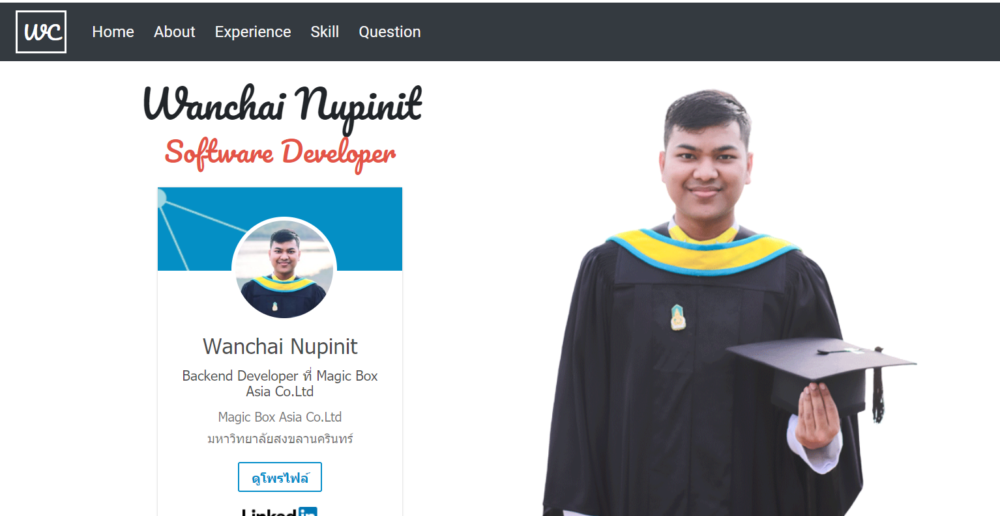 WC
Home About Experience Skill Question
Wanchai Nupinit
Software Developer
Wanchai Nupinit
Backend Developer ที่ Magic Box
Asia Co.Ltd
Magic Box Asia Co.Ltd
มหาวิทยาลัยสงขลานครินทร์
ดูโพรไฟล์
Linked in